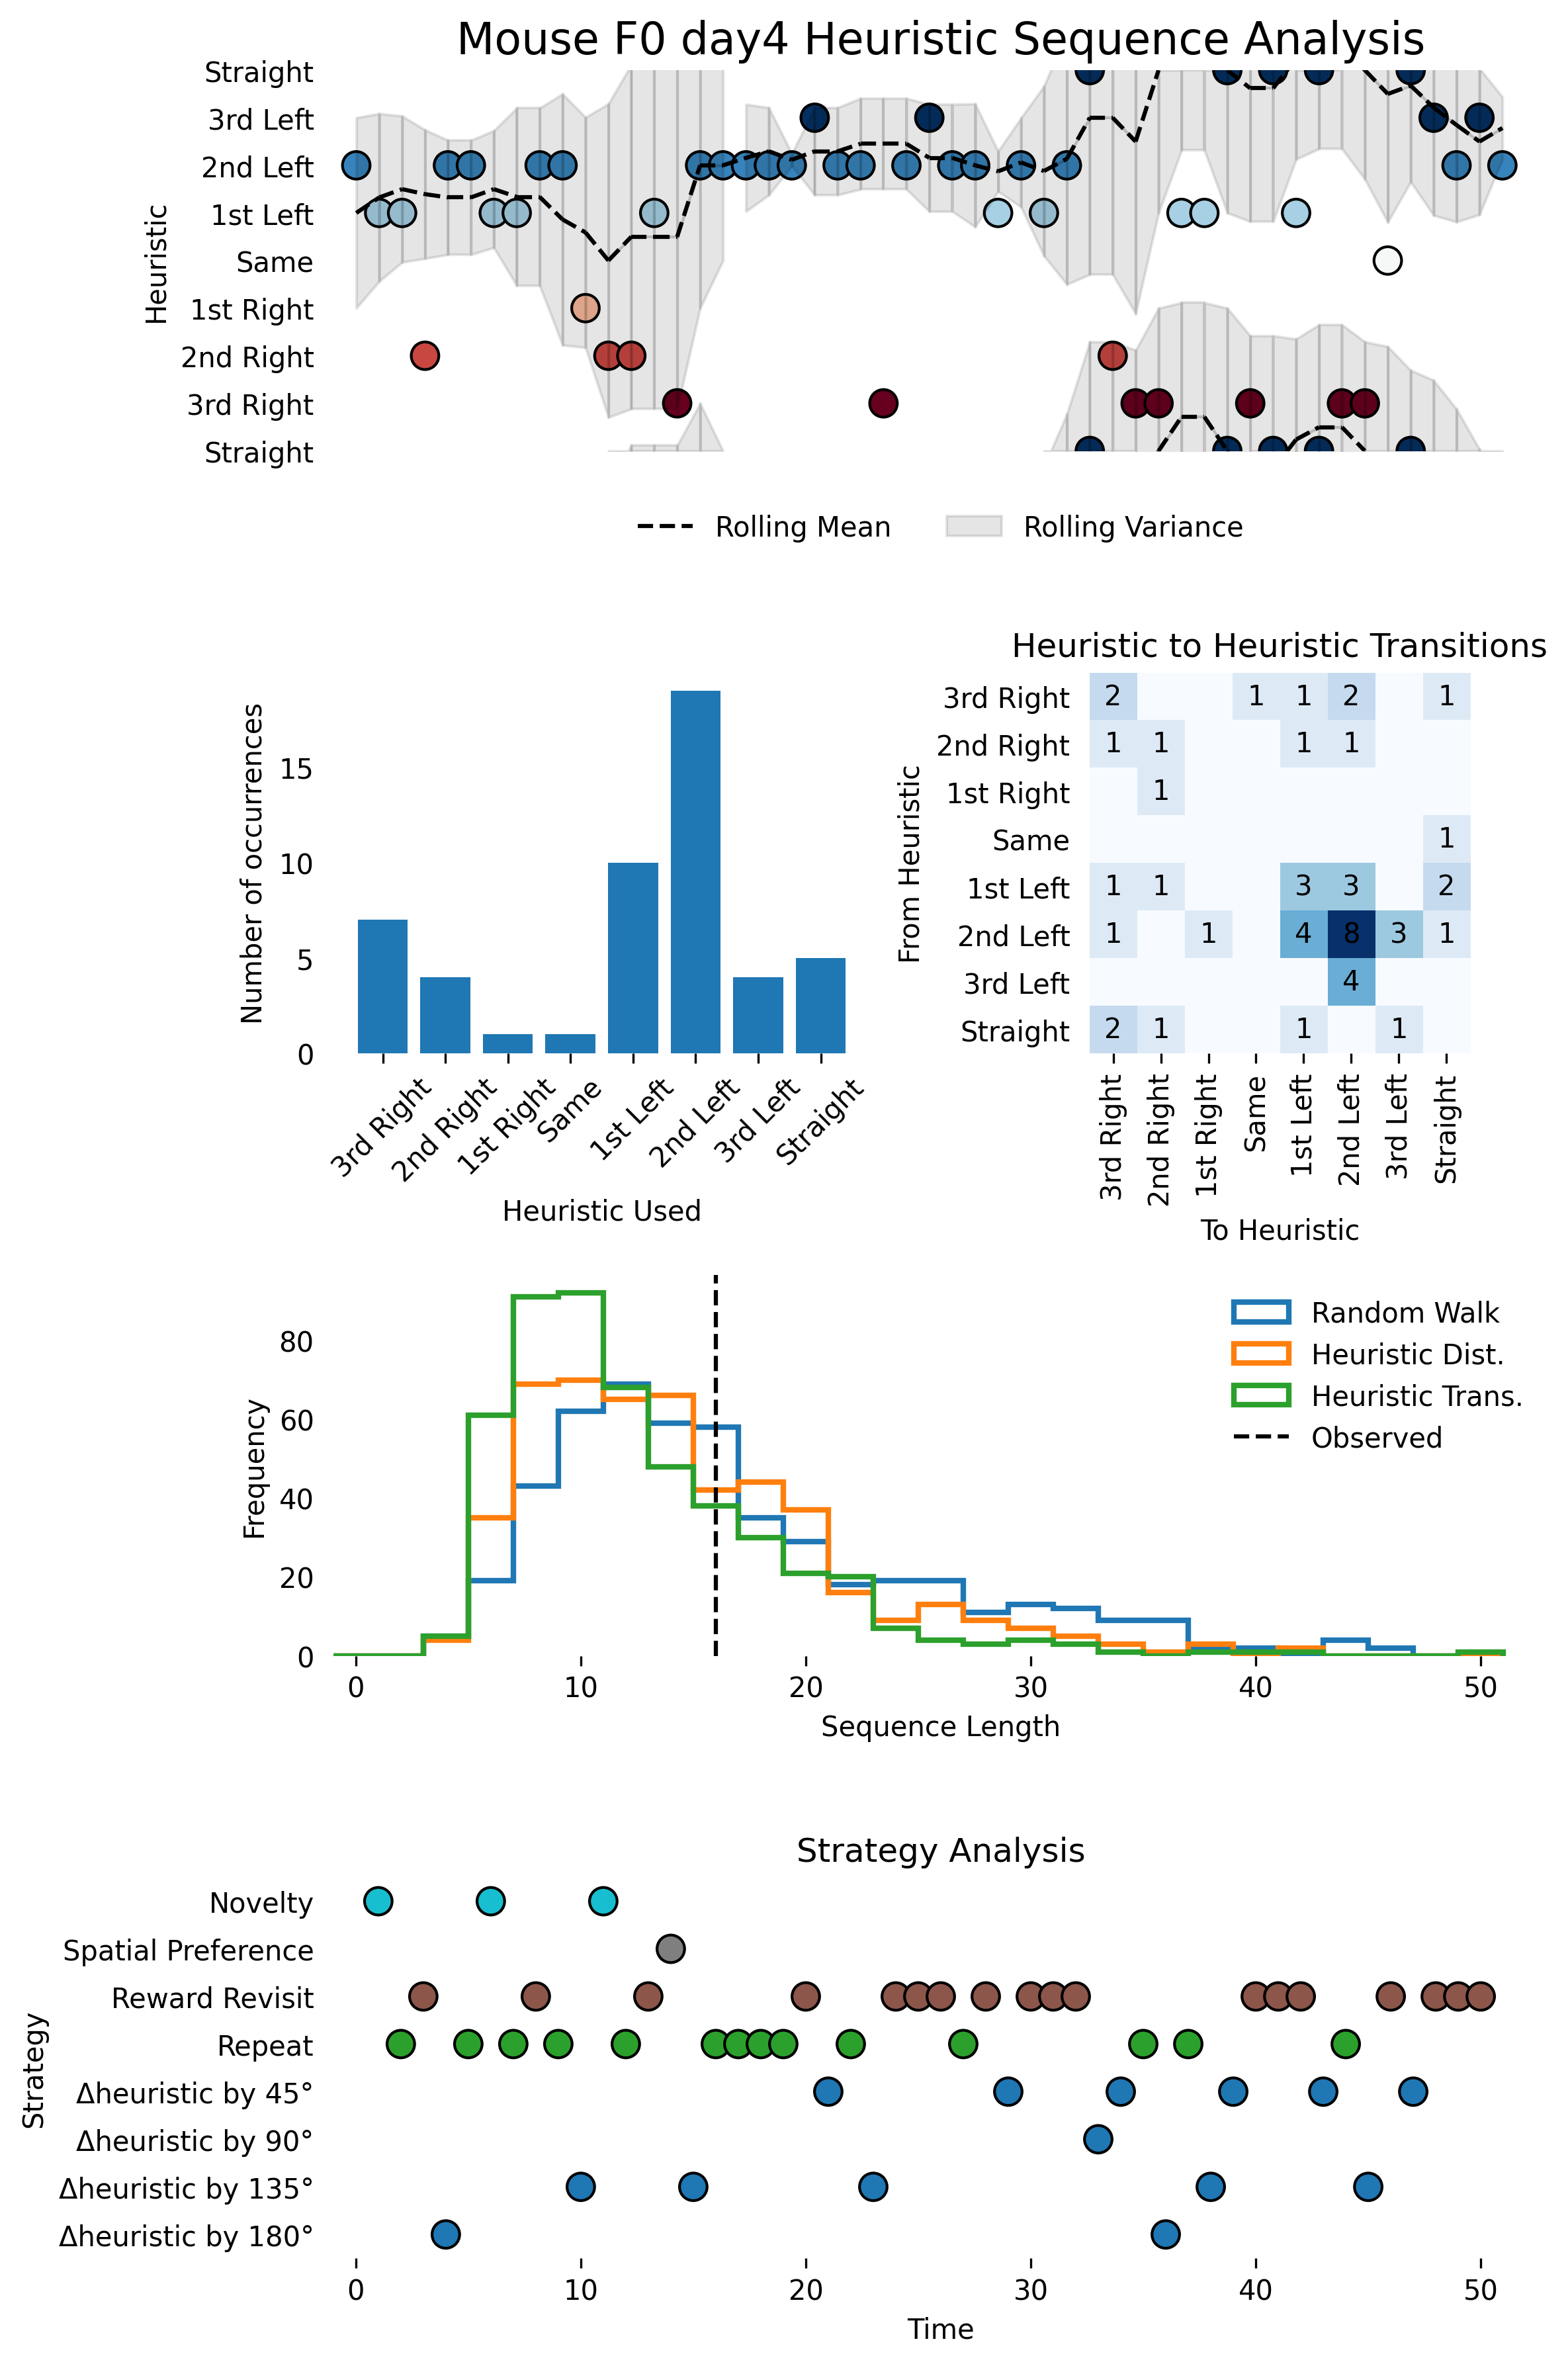 Mouse F0 day4 Heuristic Sequence Analysis
Straight
3rd Left
2nd Left
1st Left
Same
1st Right
2nd Right
3rd Right
Straight
Heuristic
Rolling Mean
Rolling Variance
Number of occurrences
15
10
5
0
3rd Right
2nd Right
1st Right
Same
1st Left
2nd Left
3rd Left
Straight
Heuristic Used
Heuristic to Heuristic Transitions
From Heuristic
3rd Right 2 1 1 2 1
2nd Right 1 1 1 1
1st Right 1
Same 1
1st Left 1 1 3 3 2
2nd Left 1 1 4 8 3 1
3rd Left 4
Straight 2 1 1 1
3rd Right
2nd Right
1st Right
Same
1st Left
2nd Left
3rd Left
Straight
To Heuristic
Frequency
80
60
40
20
0
0 10 20 30 40 50
Sequence Length
Random Walk
Heuristic Dist.
Heuristic Trans.
Observed
Strategy Analysis
Strategy
Novelty
Spatial Preference
Reward Revisit
Repeat
Δheuristic by 45°
Δheuristic by 90°
Δheuristic by 135°
Δheuristic by 180°
0 10 20 30 40 50
Time